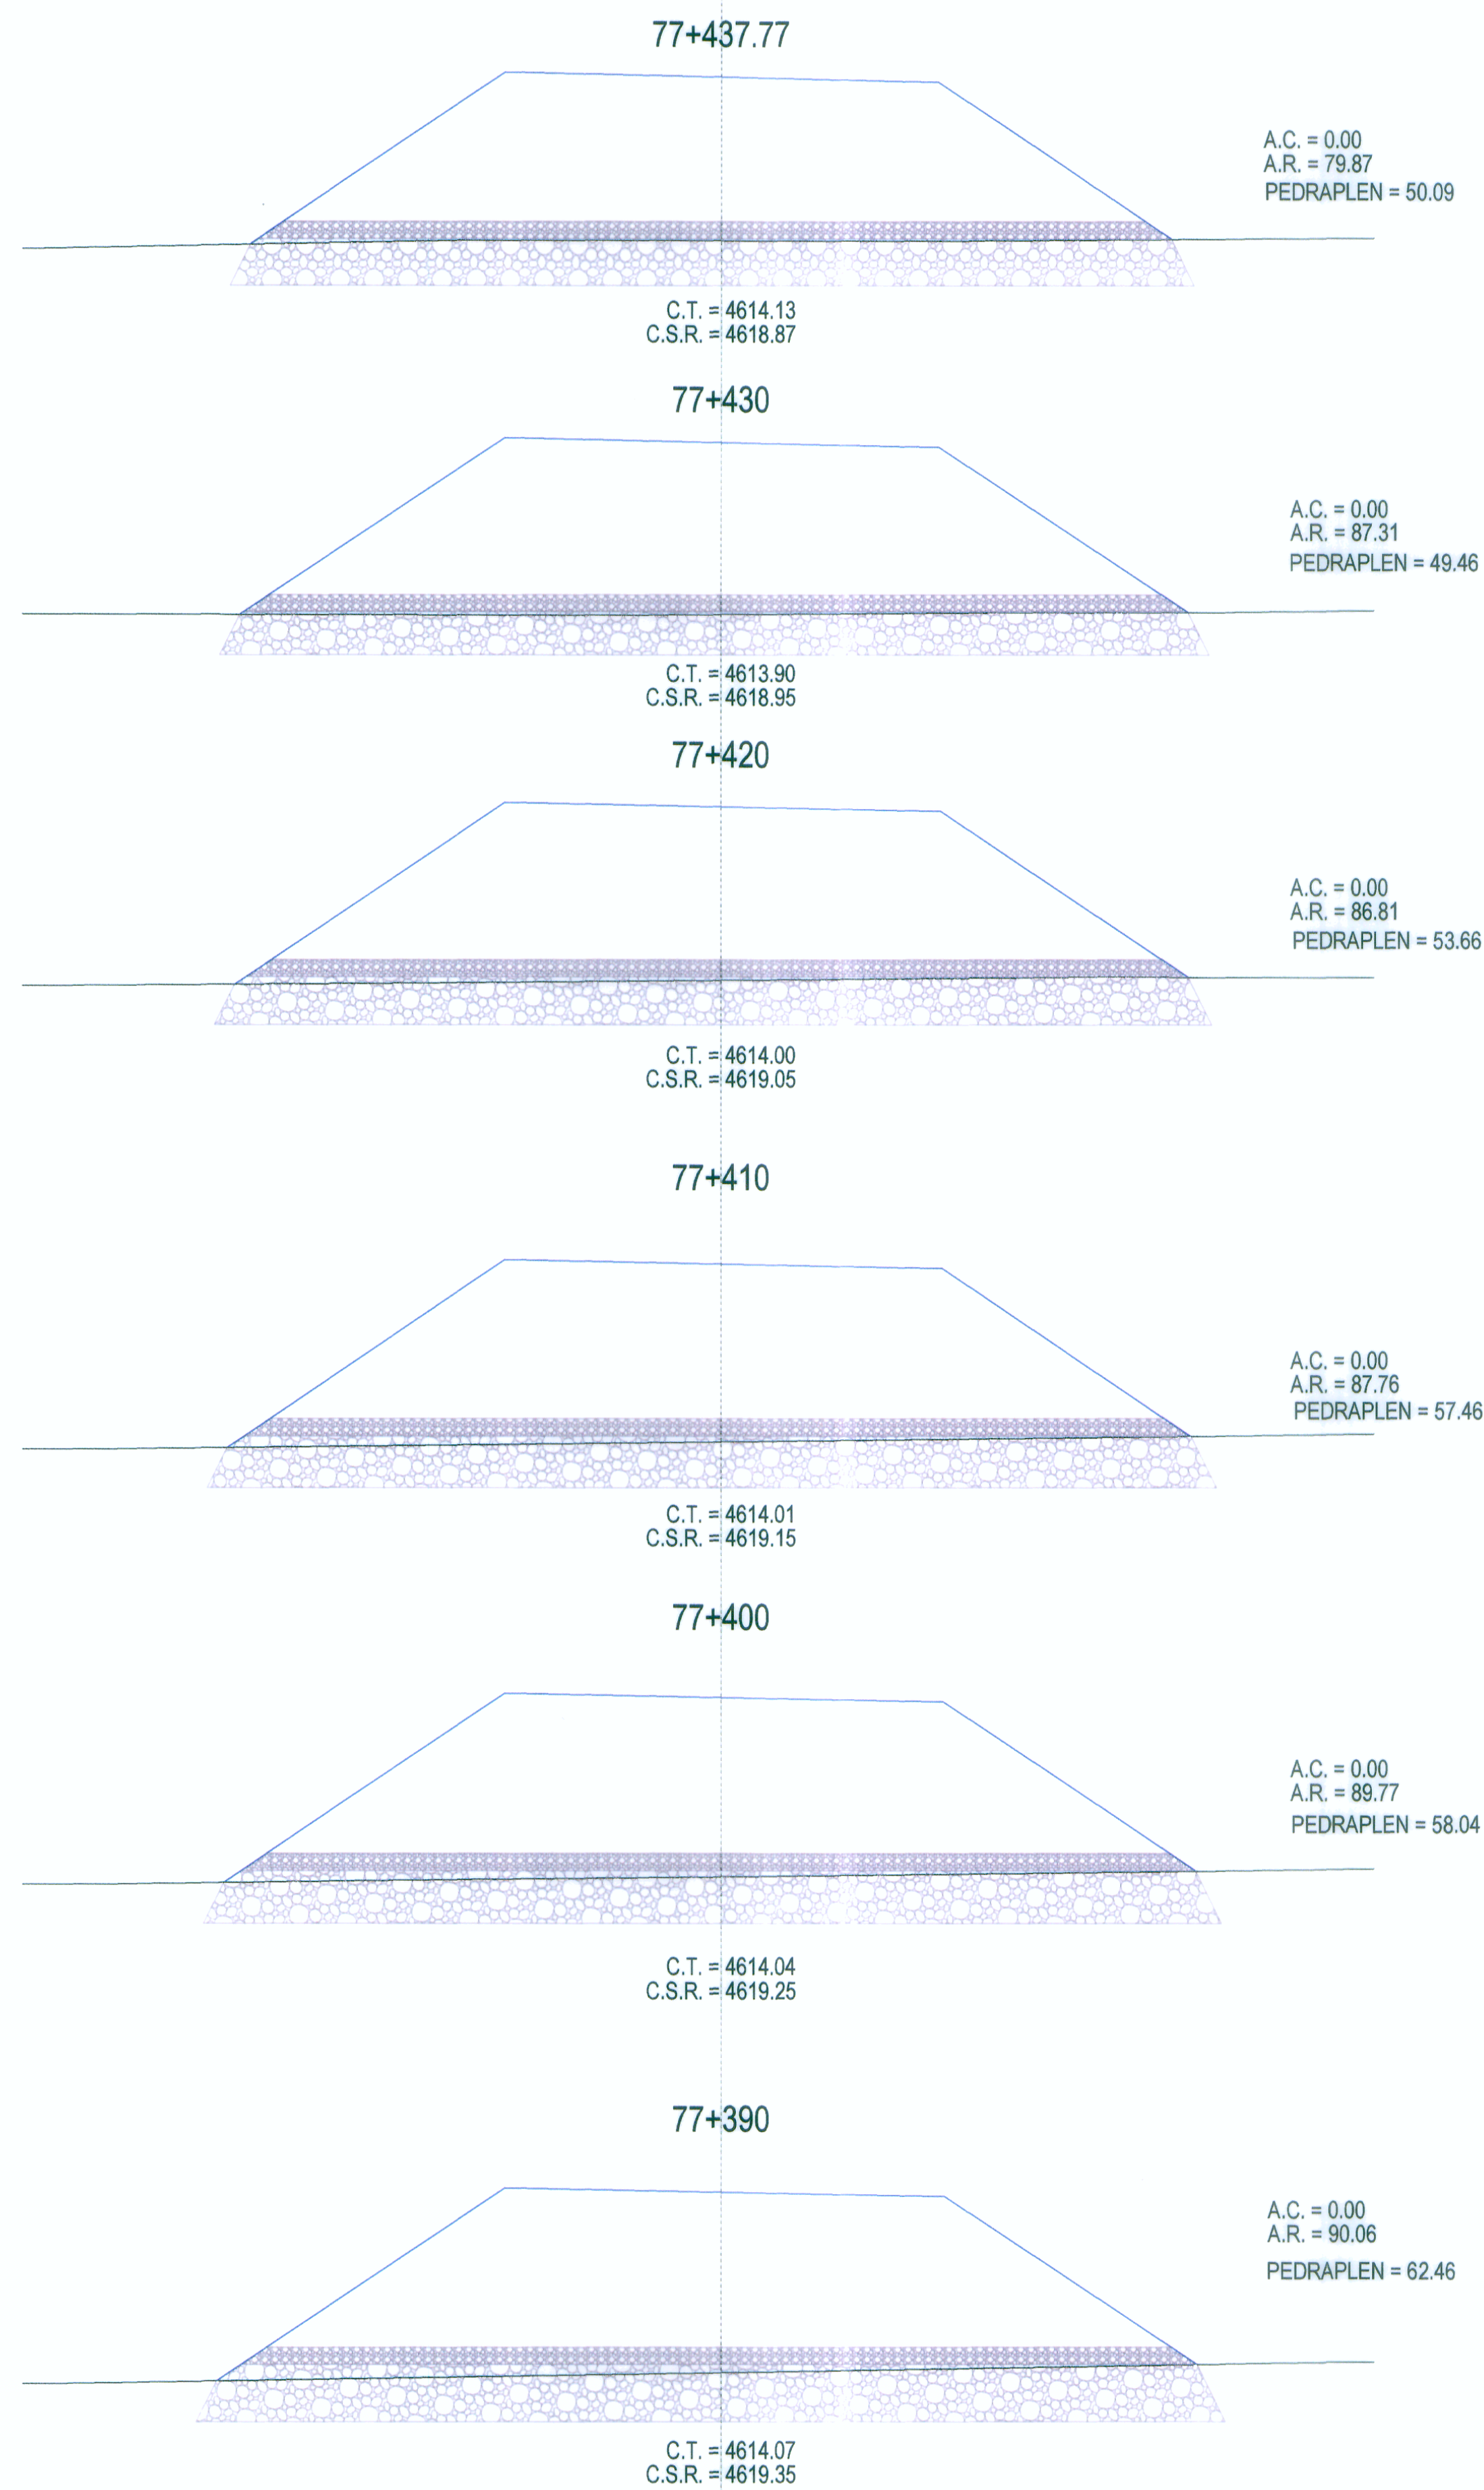 77+437.77
A.C. = 0.00
A.R. = 79.87
PEDRAPLEN = 50.09
C.T. = 4614.13
C.S.R. = 4618.87
77+430
A.C. = 0.00
A.R. = 87.31
PEDRAPLEN = 49.46
C.T. = 4613.90
C.S.R. = 4618.95
77+420
A.C. = 0.00
A.R. = 86.81
PEDRAPLEN = 53.66
C.T. = 4614.00
C.S.R. = 4619.05
77+410
A.C. = 0.00
A.R. = 87.76
PEDRAPLEN = 57.46
C.T. = 4614.01
C.S.R. = 4619.15
77+400
A.C. = 0.00
A.R. = 89.77
PEDRAPLEN = 58.04
C.T. = 4614.04
C.S.R. = 4619.25
77+390
A.C. = 0.00
A.R. = 90.06
PEDRAPLEN = 62.46
C.T. = 4614.07
C.S.R. = 4619.35